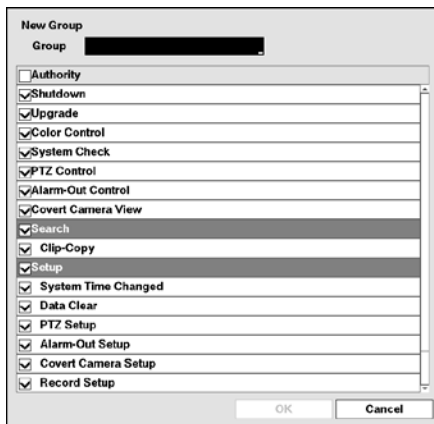 New Group
Group
Authority
Shutdown
Upgrade
Color Control
System Check
PTZ Control
Alarm-Out Control
Covert Camera View
Search
Clip-Copy
Setup
System Time Changed
Data Clear
PTZ Setup
Alarm-Out Setup
Covert Camera Setup
Record Setup
OK Cancel